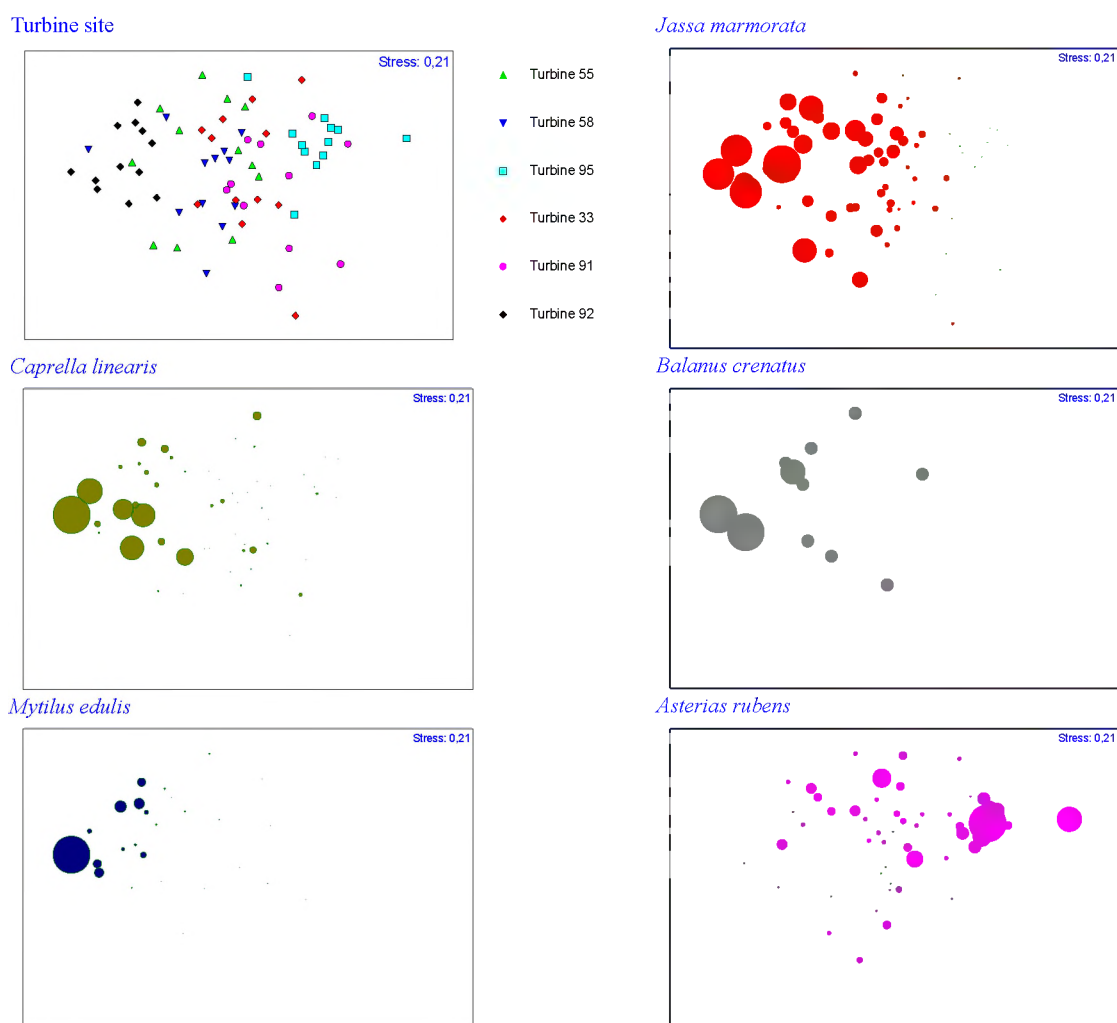 Turbine site
Stress: 0,21
Turbine 55
Turbine 58
Turbine 95
Turbine 33
Turbine 91
Turbine 92
Jassa marmorata
Stress: 0,21
Caprella linearis
Stress: 0,21
Balanus crenatus
Stress: 0,21
Mytilus edulis
Stress: 0,21
Asterias rubens
Stress: 0,21